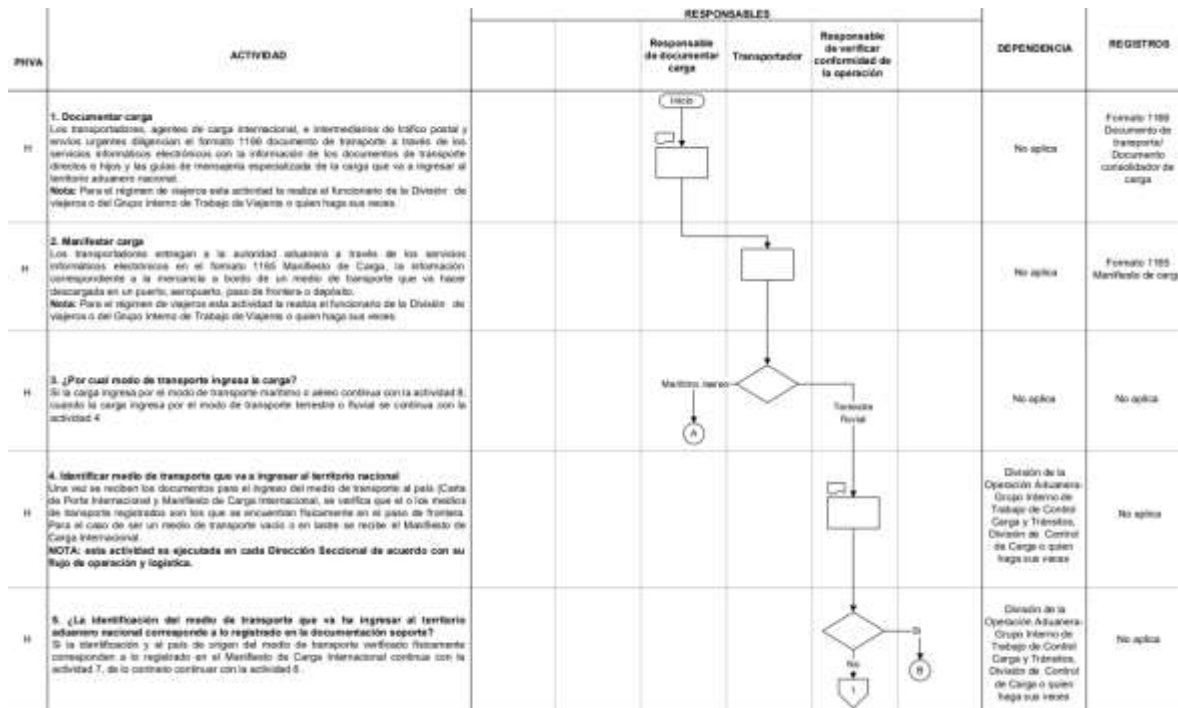 RESPONSABLES
PHVA
ACTIVIDAD
Responsable
de documentar
carga
Transportador
Responsable
de verificar
conformidad de
la operación
DEPENDENCIA
REGISTROS
H
1. Documentar carga
Los transportadores, agentes de carga internacional, e intermediarios de tráfico postal y
envíos urgentes diligencian el formato 1166 documento de transporte a través de los
servicios informáticos electrónicos con la información de los documentos de transporte
directos o hijos y las guías de mensajería especializada de la carga que va a ingresar al
territorio aduanero nacional.
Nota: Para el régimen de viajeros esta actividad la realiza el funcionario de la División de
viajeros o del Grupo Interno de Trabajo de Viajeros o quien haga sus veces
Inicio
No aplica
Formato 1166
Documento de
transporte/
Documento
consolidador de
carga
H
2. Manifestar carga
Los transportadores entregan a la autoridad aduanera a través de los servicios
informáticos electrónicos en el formato 1165 Manifiesto de Carga, la información
correspondiente a la mercancía a bordo de un medio de transporte que va hacer
descargada en un puerto, aeropuerto, paso de frontera o depósito.
Nota: Para el régimen de viajeros esta actividad la realiza el funcionario de la División de
viajeros o del Grupo Interno de Trabajo de Viajeros o quien haga sus veces
No aplica
Formato 1165
Manifiesto de carga
H
3. ¿Por cual modo de transporte ingresa la carga?
Si la carga ingresa por el modo de transporte marítimo o aéreo continua con la actividad 8,
cuando la carga ingresa por el modo de transporte terrestre o fluvial se continua con la
actividad 4
Marítimo /aereo
A
Terrestre
fluvial
No aplica
No aplica
H
4. Identificar medio de transporte que va a ingresar al territorio nacional
Una vez se reciben los documentos para el ingreso del medio de transporte al país (Carta
de Porte Internacional y Manifiesto de Carga Internacional, se verifica que el o los medios
de transporte registrados son los que se encuentran físicamente en el paso de frontera.
Para el caso de ser un medio de transporte vacío o en lastre se recibe el Manifiesto de
Carga Internacional.
NOTA: esta actividad es ejecutada en cada Dirección Seccional de acuerdo con su
flujo de operación y logística.
División de la
Operación Aduanera-
Grupo Interno de
Trabajo de Control
Carga y Tránsitos,
División de Control
de Carga o quien
haga sus veces
No aplica
H
5. ¿La identificación del medio de transporte que va ha ingresar al territorio
aduanero nacional corresponde a lo registrado en la documentación soporte?
Si la identificación y el país de origen del medio de transporte verificado físicamente
corresponden a lo registrado en el Manifiesto de Carga Internacional continua con la
actividad 7, de lo contrario continuar con la actividad 6.
SI
B
No
1
División de la
Operación Aduanera-
Grupo Interno de
Trabajo de Control
Carga y Tránsitos,
División de Control
de Carga o quien
haga sus veces
No aplica